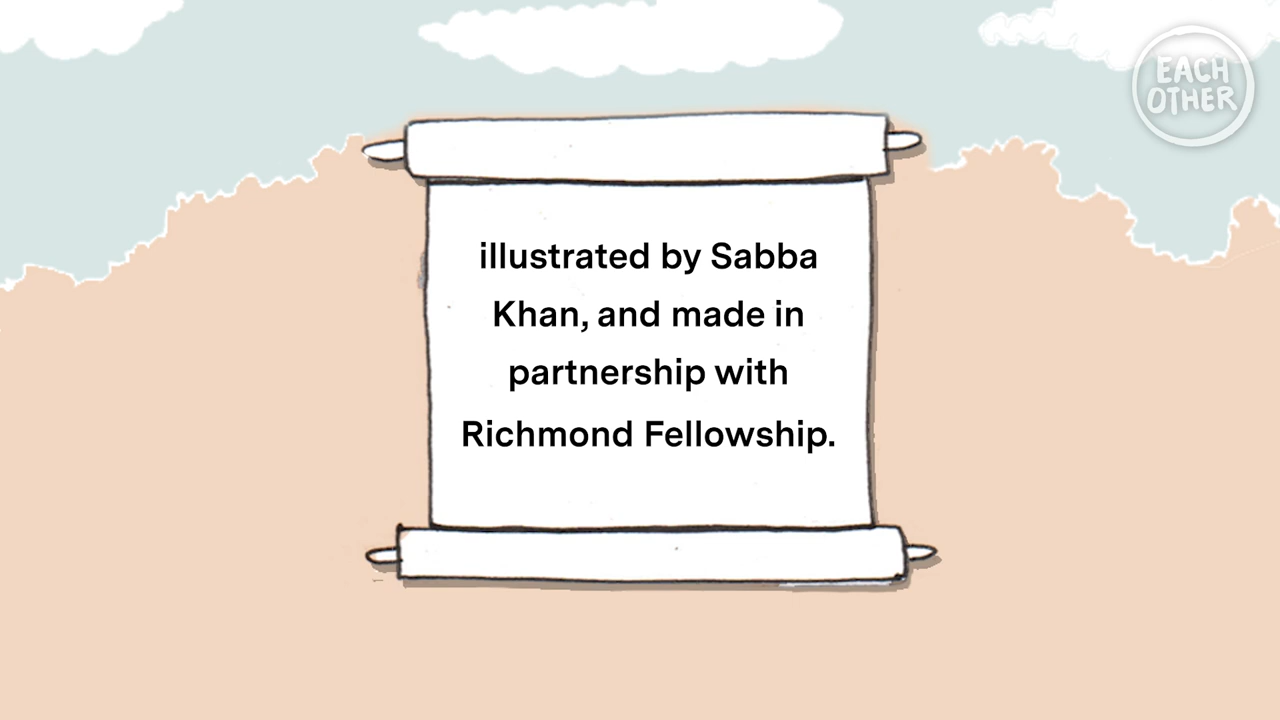 EACH
OTHER
illustrated by Sabba
Khan, and made in
partnership with
Richmond Fellowship.